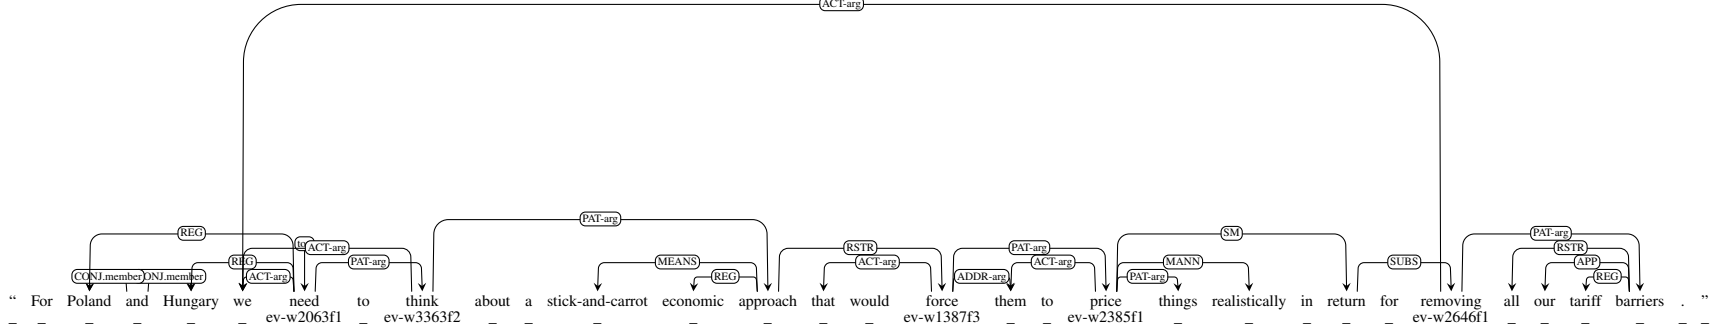 ACT-arg
PAT-arg
REG SM PAT-arg
ACT-arg RSTR PAT-arg RSTR
REG PAT-arg MEANS ACT-arg ACT-arg MANN SUBS APP
CONJ.member ONJ.member ACT-arg REG ADDR-arg PAT-arg REG
“ For Poland and Hungary we need to think about a stick-and-carrot economic approach that would force them to price things realistically in return for removing all our tariff barriers . ”
_ _ _ _ _ _ ev-w2063f1 _ ev-w3363f2 _ _ _ _ _ _ _ ev-w1387f3 _ _ ev-w2385f1 _ _ _ _ _ ev-w2646f1 _ _ _ _ _ _